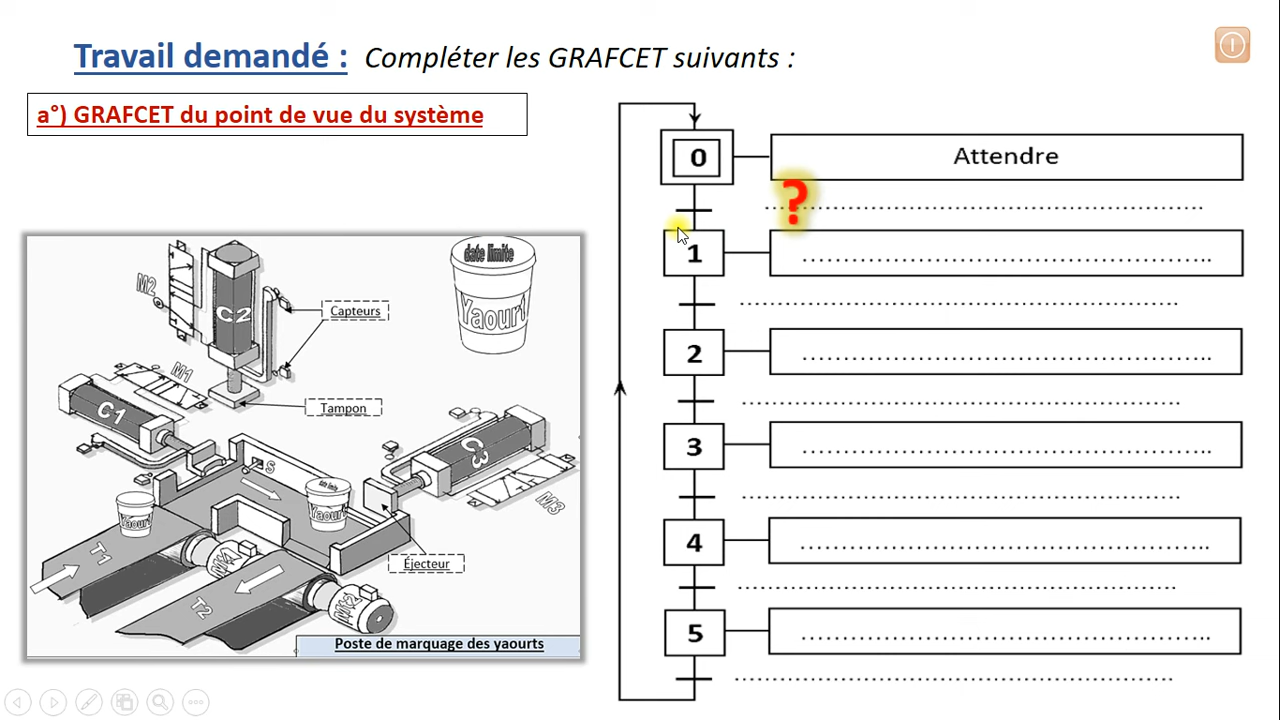 Travail demandé : Compléter les GRAFCET suivants :
a°) GRAFCET du point de vue du système
0
Attendre
?
1
2
3
4
5
date limite
Yaourt
M2
C2
Capteurs
M1
C1
Tampon
C3
S
M3
Yaourt
Yaourt
T1
Éjecteur
T2
Poste de marquage des yaourts